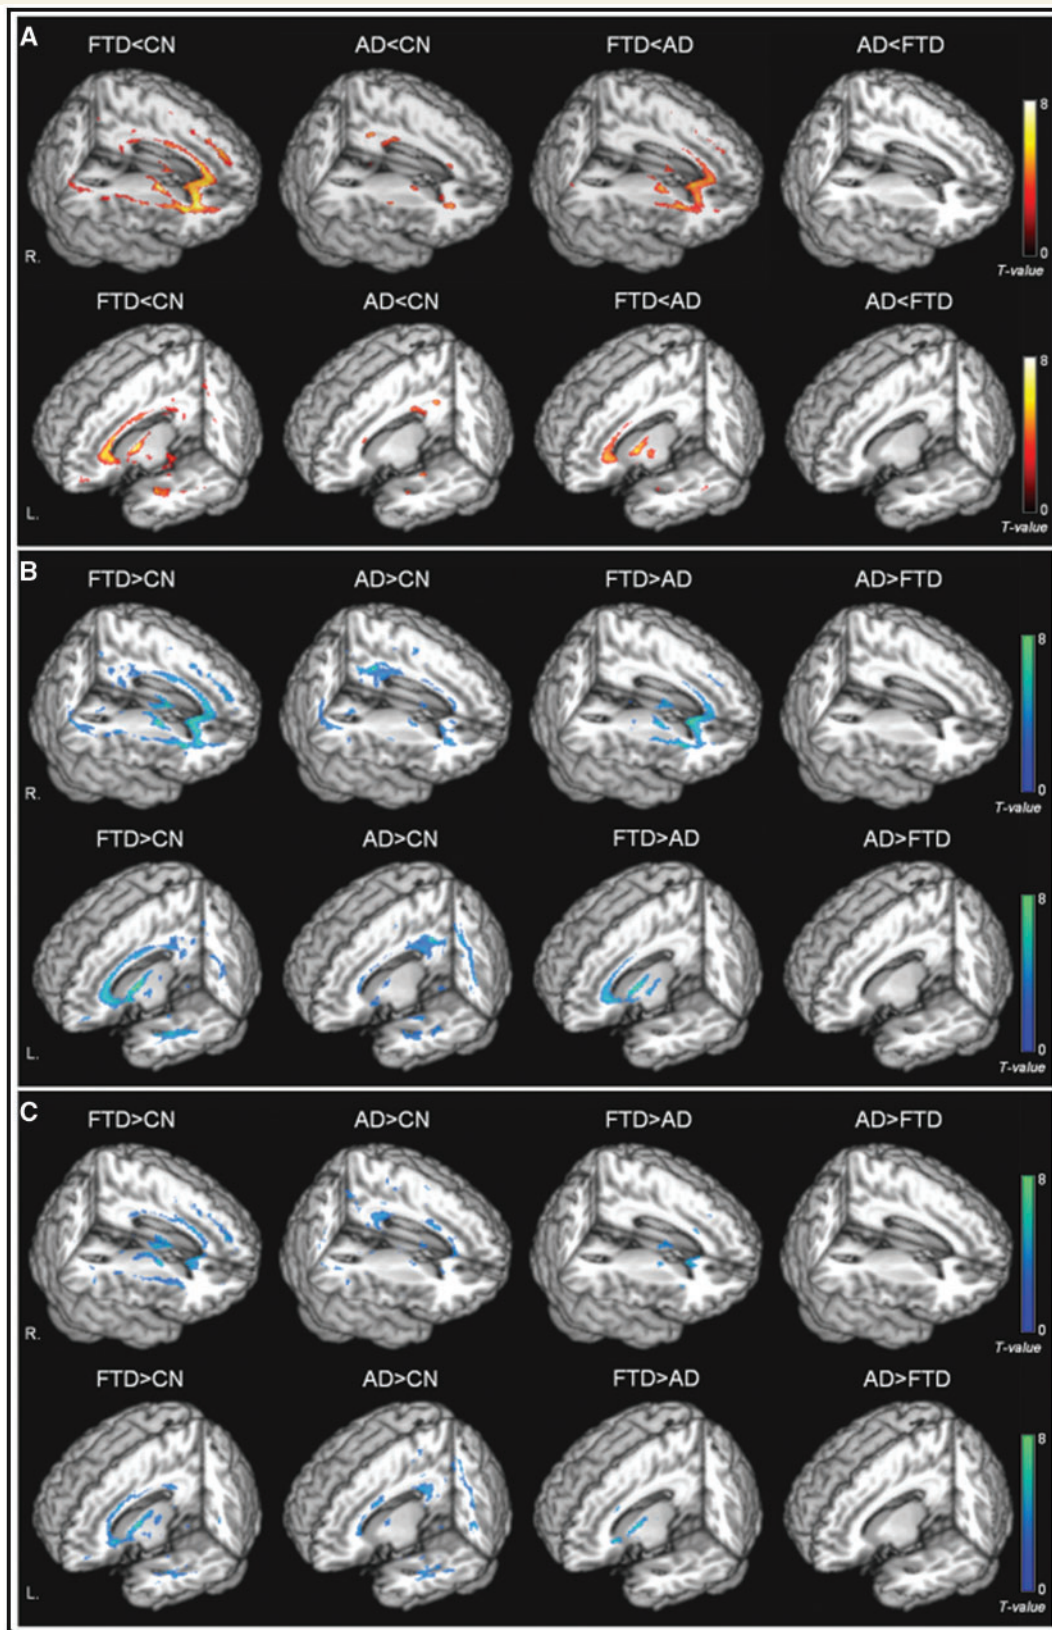 A
FTD<CN AD<CN FTD<AD AD<FTD
8
0
R.
T-value
FTD<CN AD<CN FTD<AD AD<FTD
8
0
L.
T-value
B
FTD>CN AD>CN FTD>AD AD>FTD
8
0
R.
T-value
FTD>CN AD>CN FTD>AD AD>FTD
8
0
L.
T-value
C
FTD>CN AD>CN FTD>AD AD>FTD
8
0
R.
T-value
FTD>CN AD>CN FTD>AD AD>FTD
8
0
L.
T-value